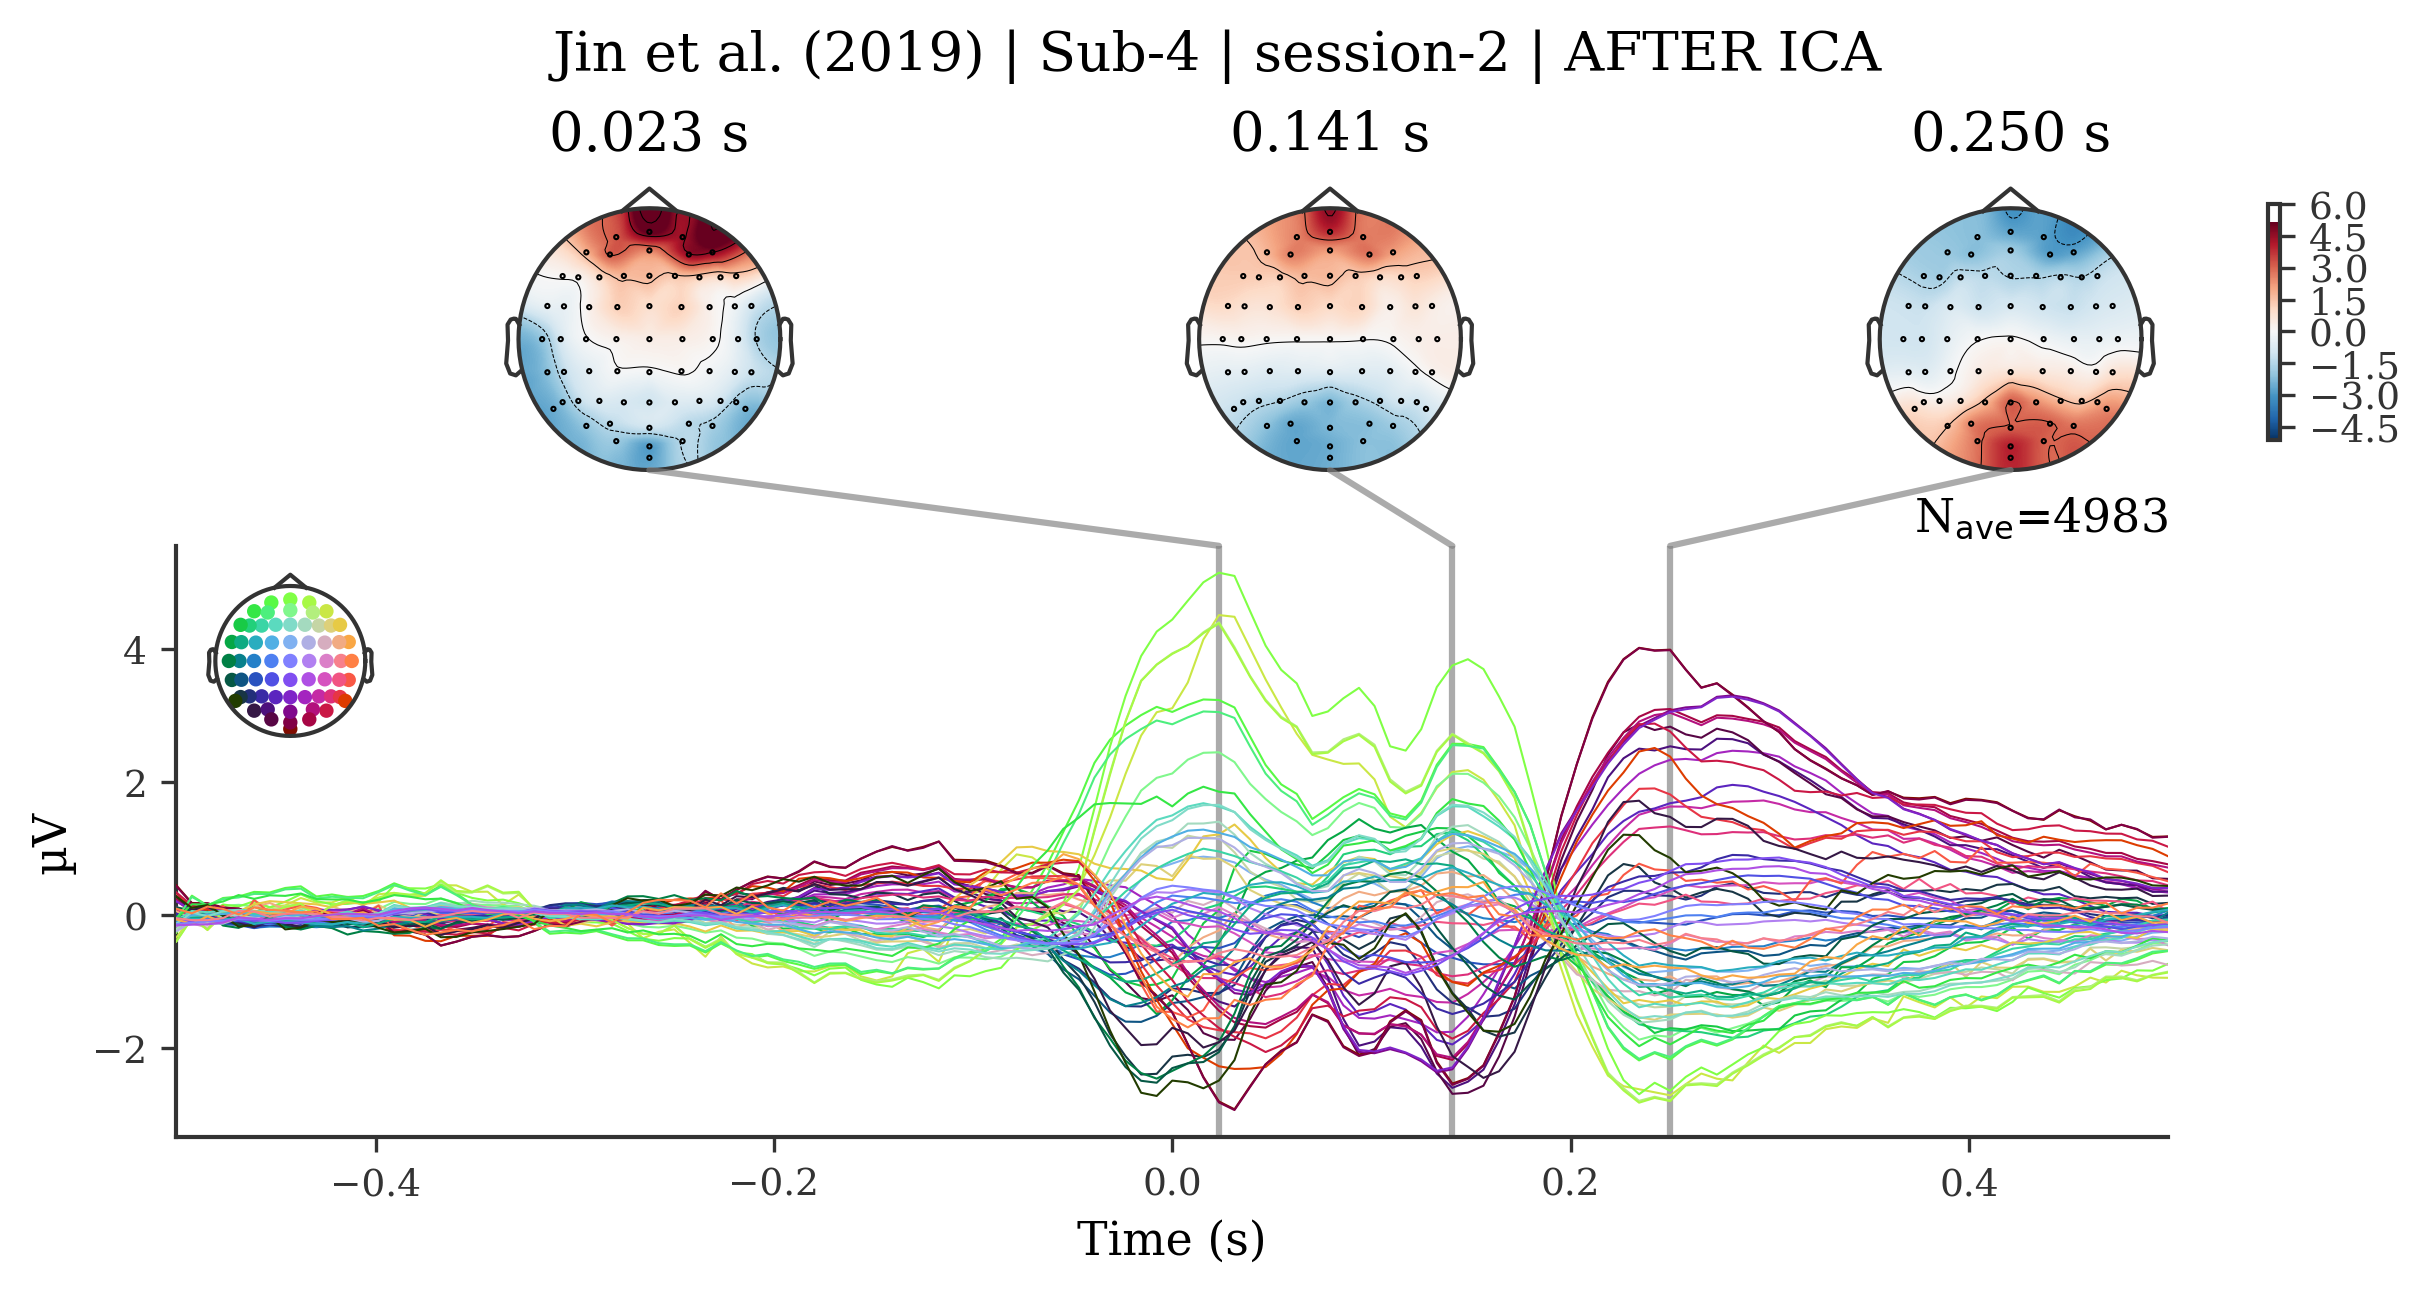 Jin et al. (2019) | Sub-4 | session-2 | AFTER ICA
0.023 s
0.141 s
0.250 s
6.0
4.5
3.0
1.5
0.0
−1.5
−3.0
−4.5
Nave=4983
4
2
0
−2
µV
−0.4
−0.2
0.0
0.2
0.4
Time (s)